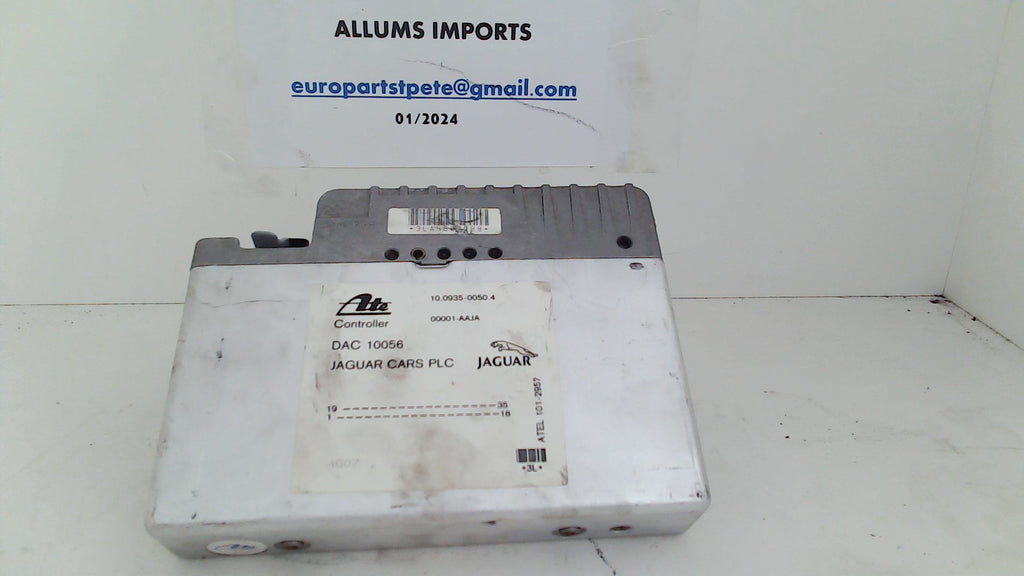 ALLUMS IMPORTS
europartstpete@gmail.com
01/2024
Ate
10.0935-0050.4
Controller
00001-AAJA
DAC 10056
JAGUAR CARS PLC
JAGUAR
19 35
1 18
ATEL 101-2957
*3L*
Ate